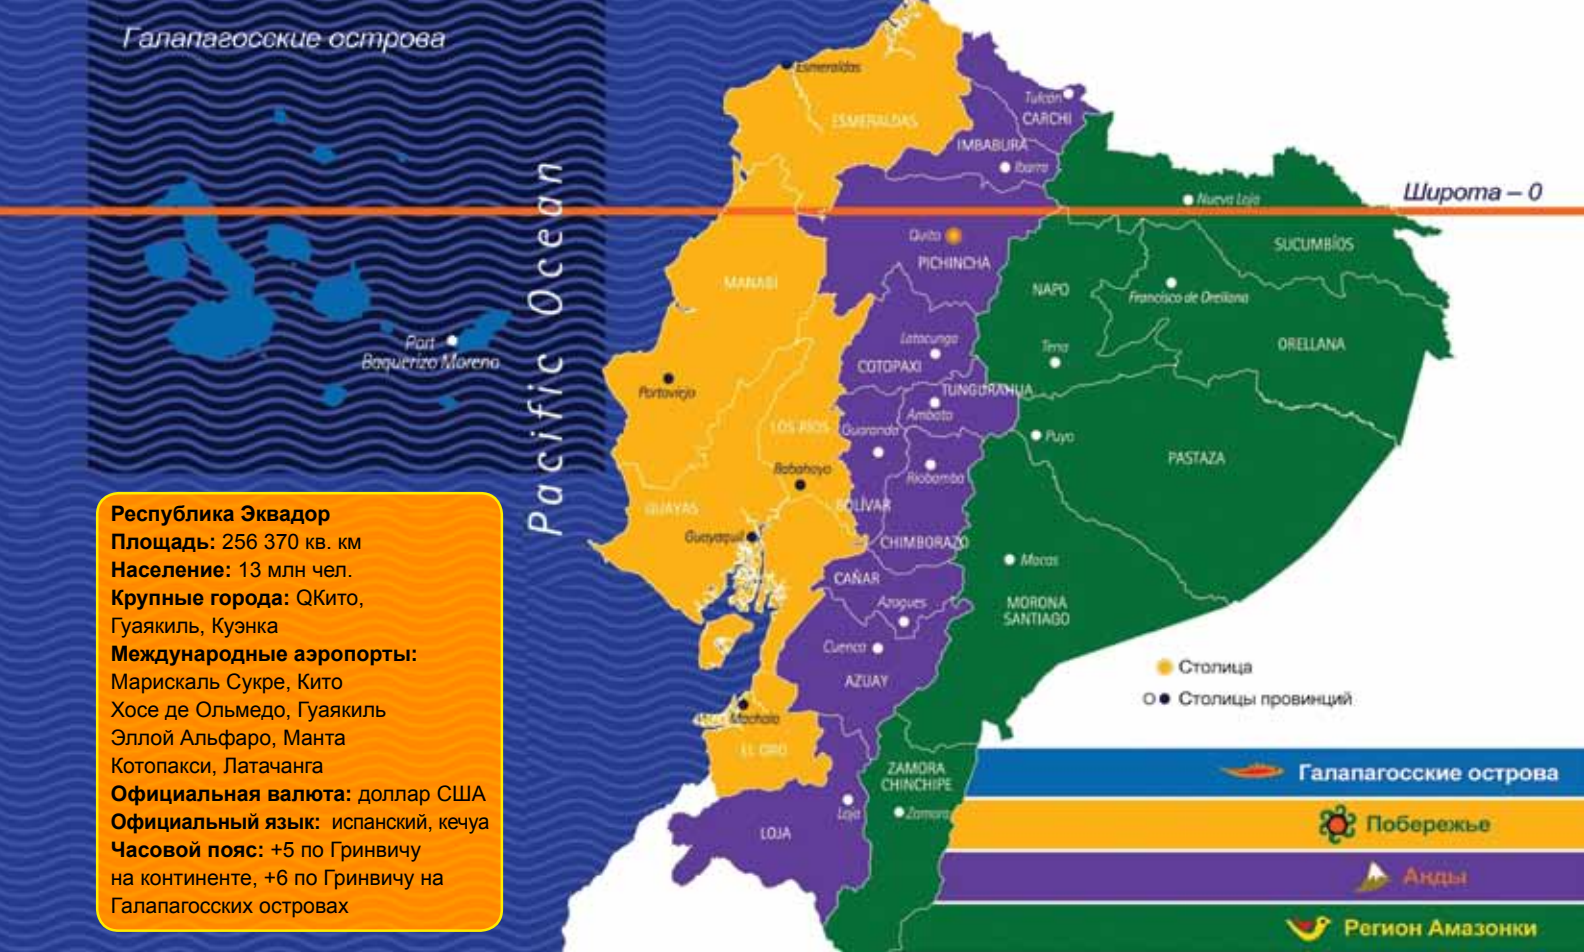 Галапагосские острова
Esmeraldas
ESMERALDAS
Tulcán
CARCHI
IMBABURA
Ibarra
Широта – 0
Nueva Loja
Pacific Ocean
Quito
PICHINCHA
SUCUMBÍOS
MANABÍ
NAPO
Francisco de Orellana
Port
Baquerizo Moreno
Latacunga
COTOPAXI
Tena
ORELLANA
TUNGURAHUA
Portoviejo
Ambato
LOS RÍOS
Guaranda
Puyo
PASTAZA
Babahoyo
Riobamba
GUAYAS
BOLÍVAR
Guayaquil
CHIMBORAZO
Macas
CAÑAR
Azogues
MORONA
SANTIAGO
Cuenca
AZUAY
Machala
EL ORO
ZAMORA
CHINCHIPE
Loja
Zamora
LOJA
Республика Эквадор
Площадь: 256 370 кв. км
Население: 13 млн чел.
Крупные города: QКито,
Гуаякиль, Куэнка
Международные аэропорты:
Марискаль Сукре, Кито
Хосе де Ольмедо, Гуаякиль
Эллой Альфаро, Манта
Котопакси, Латачанга
Официальная валюта: доллар США
Официальный язык: испанский, кечуа
Часовой пояс: +5 по Гринвичу
на континенте, +6 по Гринвичу на
Галапагосских островах
Столица
Столицы провинций
Галапагосские острова
Побережье
Анды
Регион Амазонки